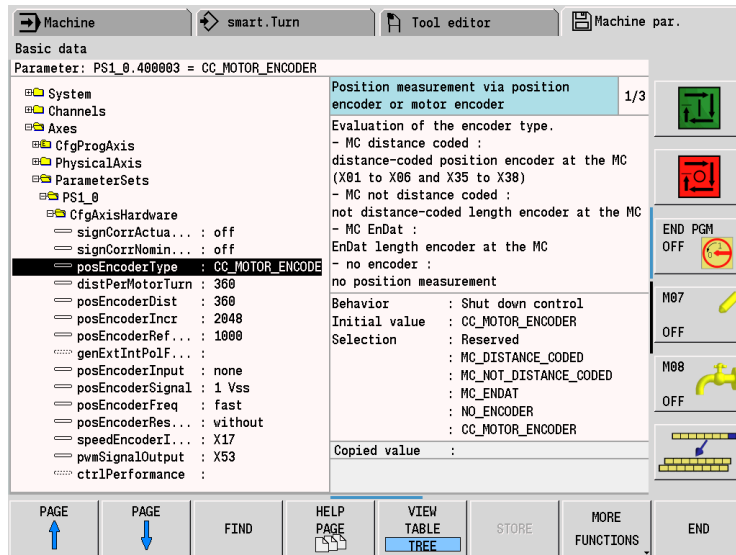 Machine
smart.Turn
Tool editor
Machine par.
Basic data
Parameter: PS1_0.400003 = CC_MOTOR_ENCODER
System
Channels
Axes
CfgProgAxis
PhysicalAxis
ParameterSets
PS1_0
CfgAxisHardware
signCorrActua... : off
signCorrNomin... : off
posEncoderType : CC_MOTOR_ENCODE
distPerMotorTurn : 360
posEncoderDist : 360
posEncoderIncr : 2048
posEncoderRef... : 1000
genExtIntPolF... :
posEncoderInput : none
posEncoderSignal : 1 Vss
posEncoderFreq : fast
posEncoderRes... : without
speedEncoderI... : X17
pwmSignalOutput : X53
ctrlPerformance :
Position measurement via position
encoder or motor encoder
1/3
Evaluation of the encoder type.
- MC distance coded :
distance-coded position encoder at the MC
(X01 to X06 and X35 to X38)
- MC not distance coded :
not distance-coded length encoder at the MC
- MC EnDat :
EnDat length encoder at the MC
- no encoder :
no position measurement
Behavior : Shut down control
Initial value : CC_MOTOR_ENCODER
Selection : Reserved
: MC_DISTANCE_CODED
: MC_NOT_DISTANCE_CODED
: MC_ENDAT
: NO_ENCODER
: CC_MOTOR_ENCODER
Copied value :
END PGM
OFF
0 1
M07
OFF
M08
OFF
PAGE
PAGE
FIND
HELP
PAGE
VIEW
TABLE
TREE
STORE
MORE
FUNCTIONS
END